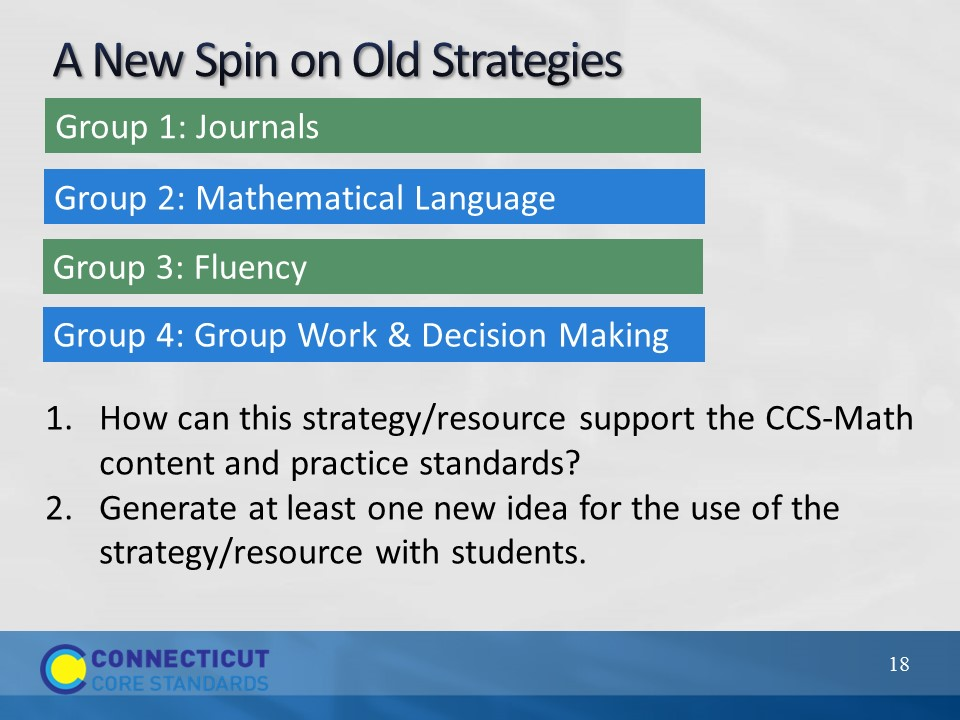 A New Spin on Old Strategies
Group 1: Journals
Group 2: Mathematical Language
Group 3: Fluency
Group 4: Group Work & Decision Making
1. How can this strategy/resource support the CCS-Math
content and practice standards?
2. Generate at least one new idea for the use of the
strategy/resource with students.
CONNECTICUT
CORE STANDARDS
18